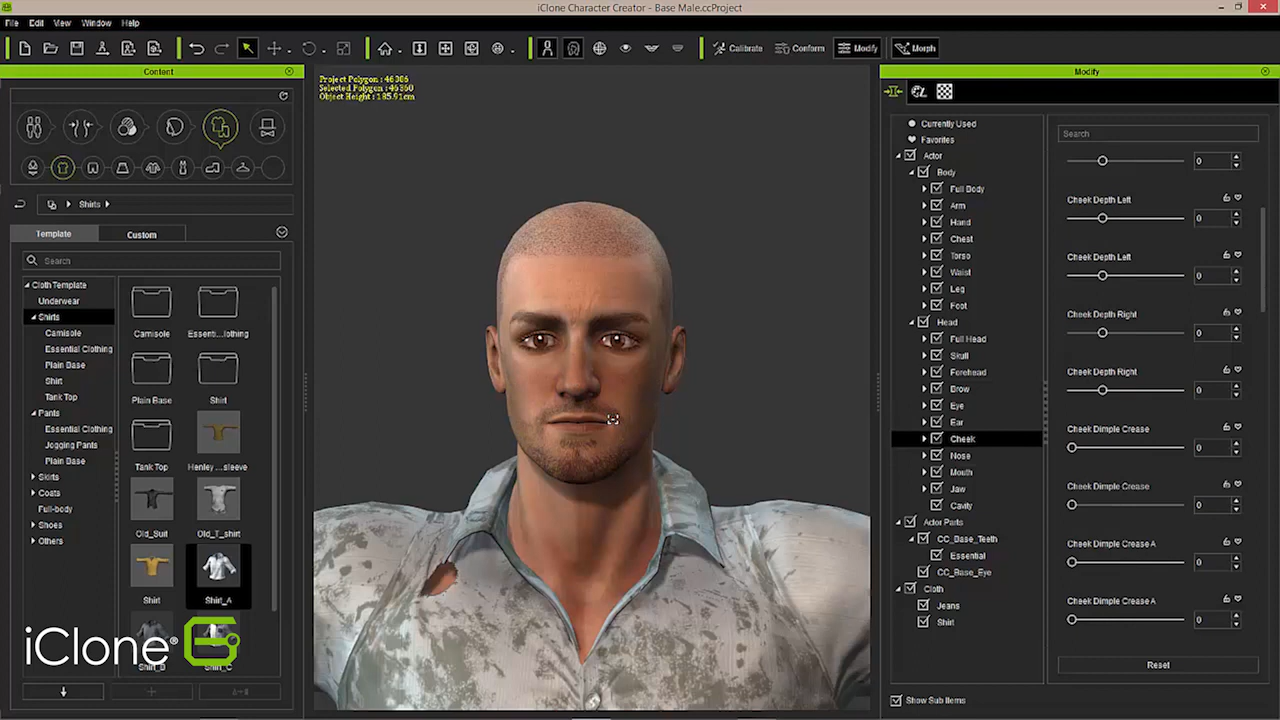 iClone Character Creator - Base Male.ccProject
File Edit View Window Help
Calibrate Conform Modify Morph
Content
Shirts
Template Custom
Search
Cloth Template
Underwear
Shirts
Camisole
Essential Clothing
Plain Base
Shirt
Tank Top
Pants
Essential Clothing
Jogging Pants
Plain Base
Skirts
Coats
Full-body
Shoes
Others
Camisole Essenti...lothing
Plain Base Shirt
Tank Top Henley ...sleeve
Old_Suit Old_T_shirt
Shirt Shirt_A
Shirt_B Shirt_C
iClone® 6
Project Polygon : 46386
Selected Polygon : 46360
Object Height : 185.91cm
Modify
Currently Used
Favorites
Actor
Body
Full Body
Arm
Hand
Chest
Torso
Waist
Leg
Foot
Head
Full Head
Skull
Forehead
Brow
Eye
Ear
Cheek
Nose
Mouth
Jaw
Cavity
Actor Parts
CC_Base_Teeth
Essential
CC_Base_Eye
Cloth
Jeans
Shirt
Show Sub Items
Search
0
Cheek Depth Left
0
Cheek Depth Left
0
Cheek Depth Right
0
Cheek Depth Right
0
Cheek Dimple Crease
0
Cheek Dimple Crease
0
Cheek Dimple Crease A
0
Cheek Dimple Crease A
0
Reset